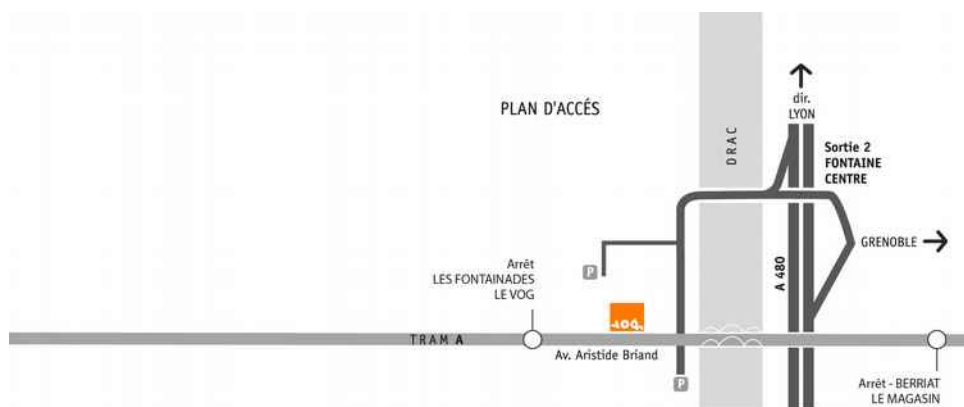 PLAN D'ACCÉS
DRAC
dir.
LYON
Sortie 2
FONTAINE
CENTRE
GRENOBLE
A 480
Arrêt
LES FONTAINADES
LE VOG
P
VOG
TRAM A
Av. Aristide Briand
P
Arrêt - BERRIAT
LE MAGASIN